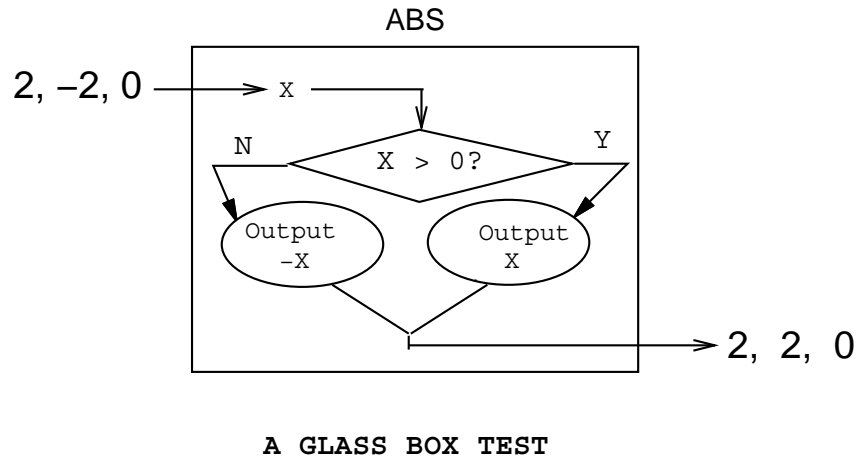 ABS
2, –2, 0
X
N
X > 0?
Y
Output
–X
Output
X
2, 2, 0
A GLASS BOX TEST